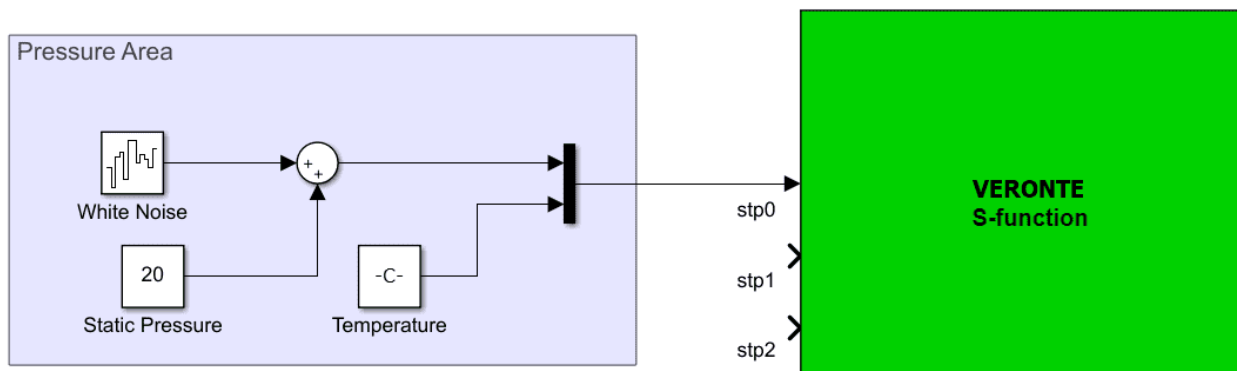 Pressure Area
White Noise
+
+
20
Static Pressure
-C-
Temperature
stp0
stp1
stp2
VERONTE
S-function